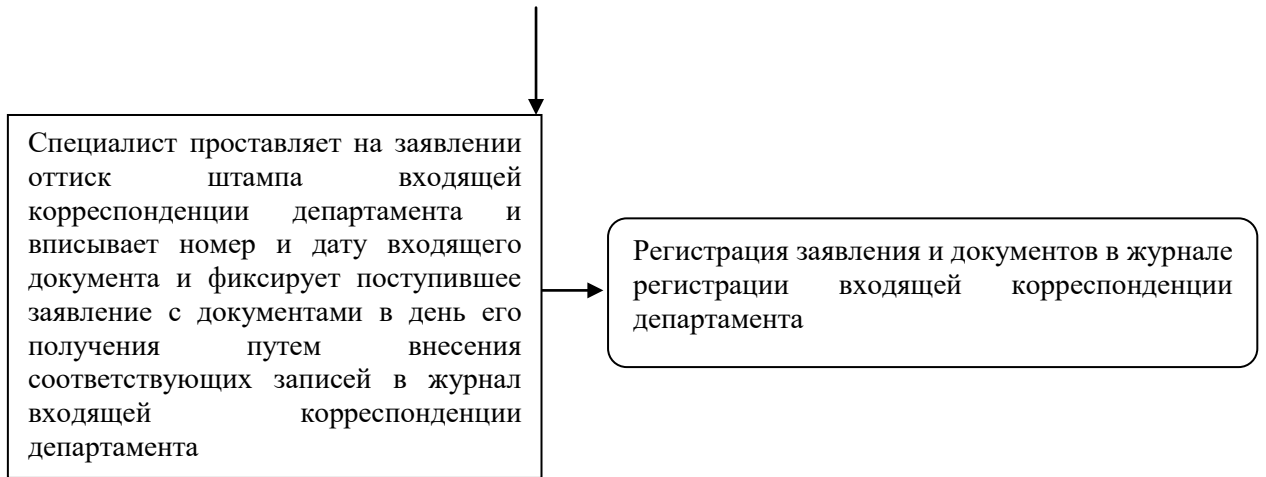 Специалист проставляет на заявлении
оттиск штампа входящей
корреспонденции департамента и
вписывает номер и дату входящего
документа и фиксирует поступившее
заявление с документами в день его
получения путем внесения
соответствующих записей в журнал
входящей корреспонденции
департамента
Регистрация заявления и документов в журнале
регистрации входящей корреспонденции
департамента